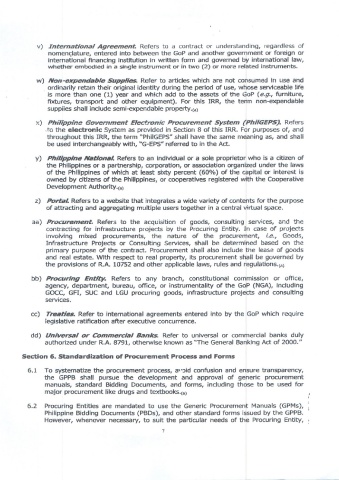 v) International Agreement. Refers to a contract or understanding, regardless of
nomenclature, entered into between the GoP and another government or foreign or
international financing institution in written form and governed by international law,
whether embodied in a single instrument or in two (2) or more related instruments.
w) Non-expendable Supplies. Refer to articles which are not consumed in use and
ordinarily retain their original identity during the period of use, whose serviceable life
is more than one (1) year and which add to the assets of the GoP (e.g., furniture,
fixtures, transport and other equipment). For this IRR, the term non-expendable
supplies shall include semi-expendable property.(a)
x) Philippine Government Electronic Procurement System (PhilGEPS). Refers
to the electronic System as provided in Section 8 of this IRR. For purposes of, and
throughout this IRR, the term "PhilGEPS" shall have the same meaning as, and shall
be used interchangeably with, "G-EPS" referred to in the Act.
y) Philippine National. Refers to an individual or a sole proprietor who is a citizen of
the Philippines or a partnership, corporation, or association organized under the laws
of the Philippines of which at least sixty percent (60%) of the capital or interest is
owned by citizens of the Philippines, or cooperatives registered with the Cooperative
Development Authority.(a)
z) Portal. Refers to a website that integrates a wide variety of contents for the purpose
of attracting and aggregating multiple users together in a central virtual space.
aa) Procurement. Refers to the acquisition of goods, consulting services, and the
contracting for infrastructure projects by the Procuring Entity. In case of projects
involving mixed procurements, the nature of the procurement, i.e., Goods,
Infrastructure Projects or Consulting Services, shall be determined based on the
primary purpose of the contract. Procurement shall also include the lease of goods
and real estate. With respect to real property, its procurement shall be governed by
the provisions of R.A. 10752 and other applicable laws, rules and regulations.(a)
bb) Procuring Entity. Refers to any branch, constitutional commission or office,
agency, department, bureau, office, or instrumentality of the GoP (NGA), including
GOCC, GFI, SUC and LGU procuring goods, infrastructure projects and consulting
services.
cc) Treaties. Refer to international agreements entered into by the GoP which require
legislative ratification after executive concurrence.
dd) Universal or Commercial Banks. Refer to universal or commercial banks duly
authorized under R.A. 8791, otherwise known as "The General Banking Act of 2000."
Section 6. Standardization of Procurement Process and Forms
6.1 To systematize the procurement process, avoid confusion and ensure transparency,
the GPPB shall pursue the development and approval of generic procurement
manuals, standard Bidding Documents, and forms, including those to be used for
major procurement like drugs and textbooks.(a)
6.2 Procuring Entities are mandated to use the Generic Procurement Manuals (GPMs),
Philippine Bidding Documents (PBDs), and other standard forms issued by the GPPB.
However, whenever necessary, to suit the particular needs of the Procuring Entity,
7